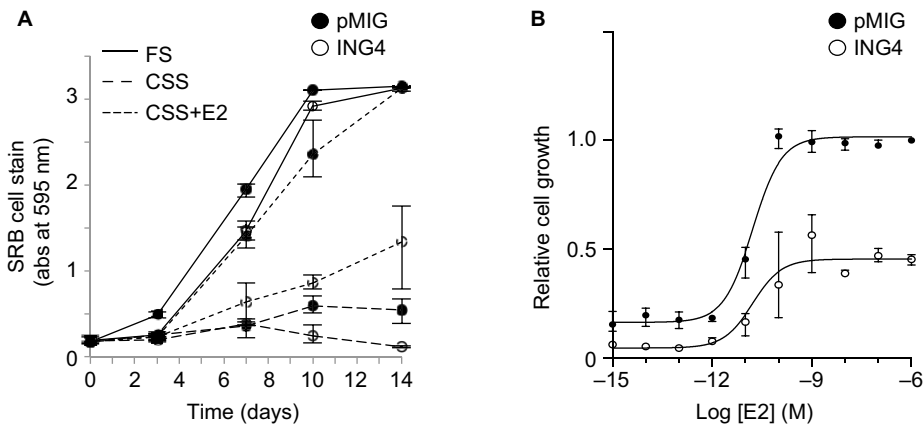 A
pMIG
ING4
FS
CSS
CSS+E2
SRB cell stain
(abs at 595 nm)
3
2
1
0
0 2 4 6 8 10 12 14
Time (days)
B
pMIG
ING4
Relative cell growth
1.0
0.5
0
–15 –12 –9 –6
Log [E2] (M)